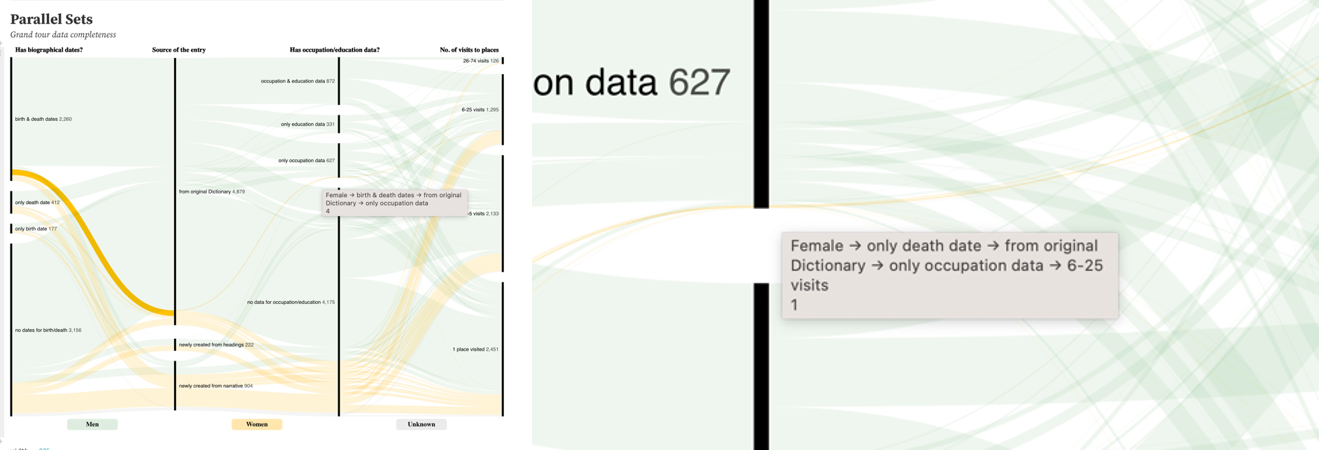 Parallel Sets
Grand tour data completeness
Has biographical dates?
Source of the entry
Has occupation/education data?
No. of visits to places
26-74 visits 126
occupation & education data 872
6-25 visits 1,295
birth & death dates 2,260
only education data 331
only occupation data 627
from original Dictionary 4,879
Female → birth & death dates → from original
Dictionary → only occupation data
4
only death date 412
-5 visits 2,133
only birth date 177
no data for occupation/education 4,175
no dates for birth/death 3,156
newly created from headings 222
1 place visited 2,451
newly created from narrative 904
Men
Women
Unknown
on data 627
Female → only death date → from original
Dictionary → only occupation data → 6-25
visits
1